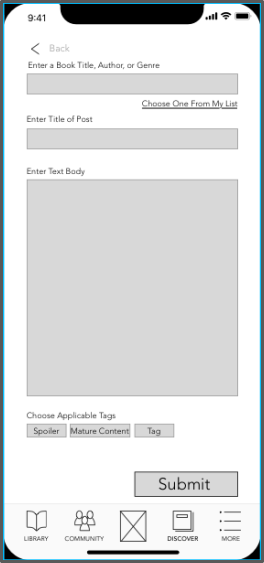 9:41
Back
Enter a Book Title, Author, or Genre
Choose One From My List
Enter Title of Post
Enter Text Body
Choose Applicable Tags
Spoiler Mature Content Tag
Submit
LIBRARY COMMUNITY DISCOVER MORE